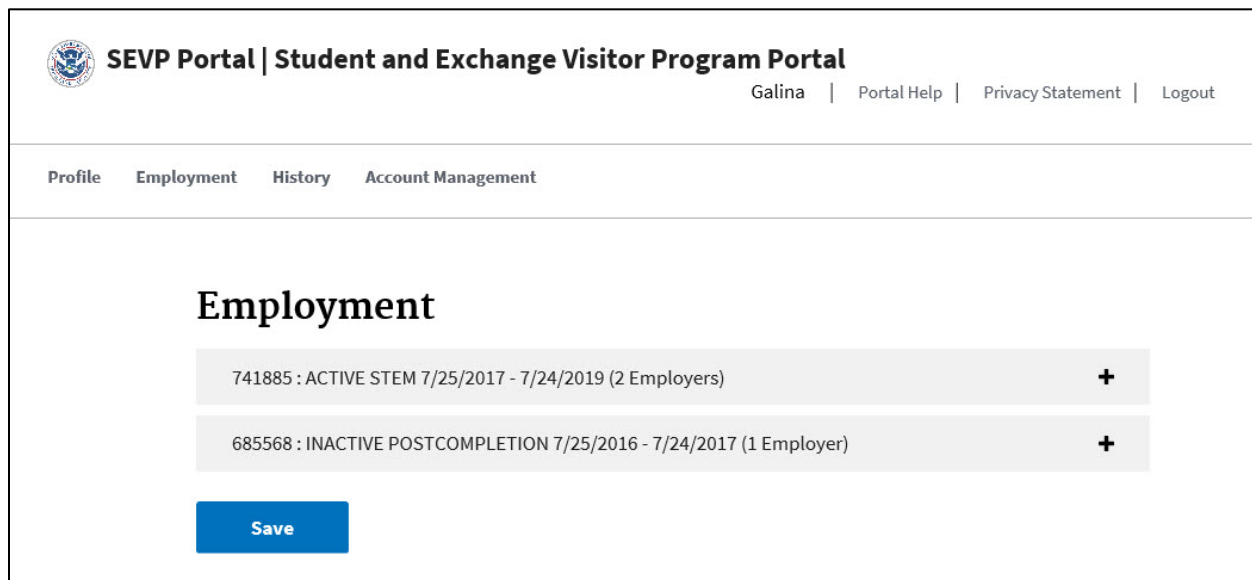 SEVP Portal | Student and Exchange Visitor Program Portal
Galina | Portal Help | Privacy Statement | Logout
Profile Employment History Account Management
Employment
741885 : ACTIVE STEM 7/25/2017 - 7/24/2019 (2 Employers) +
685568 : INACTIVE POSTCOMPLETION 7/25/2016 - 7/24/2017 (1 Employer) +
Save